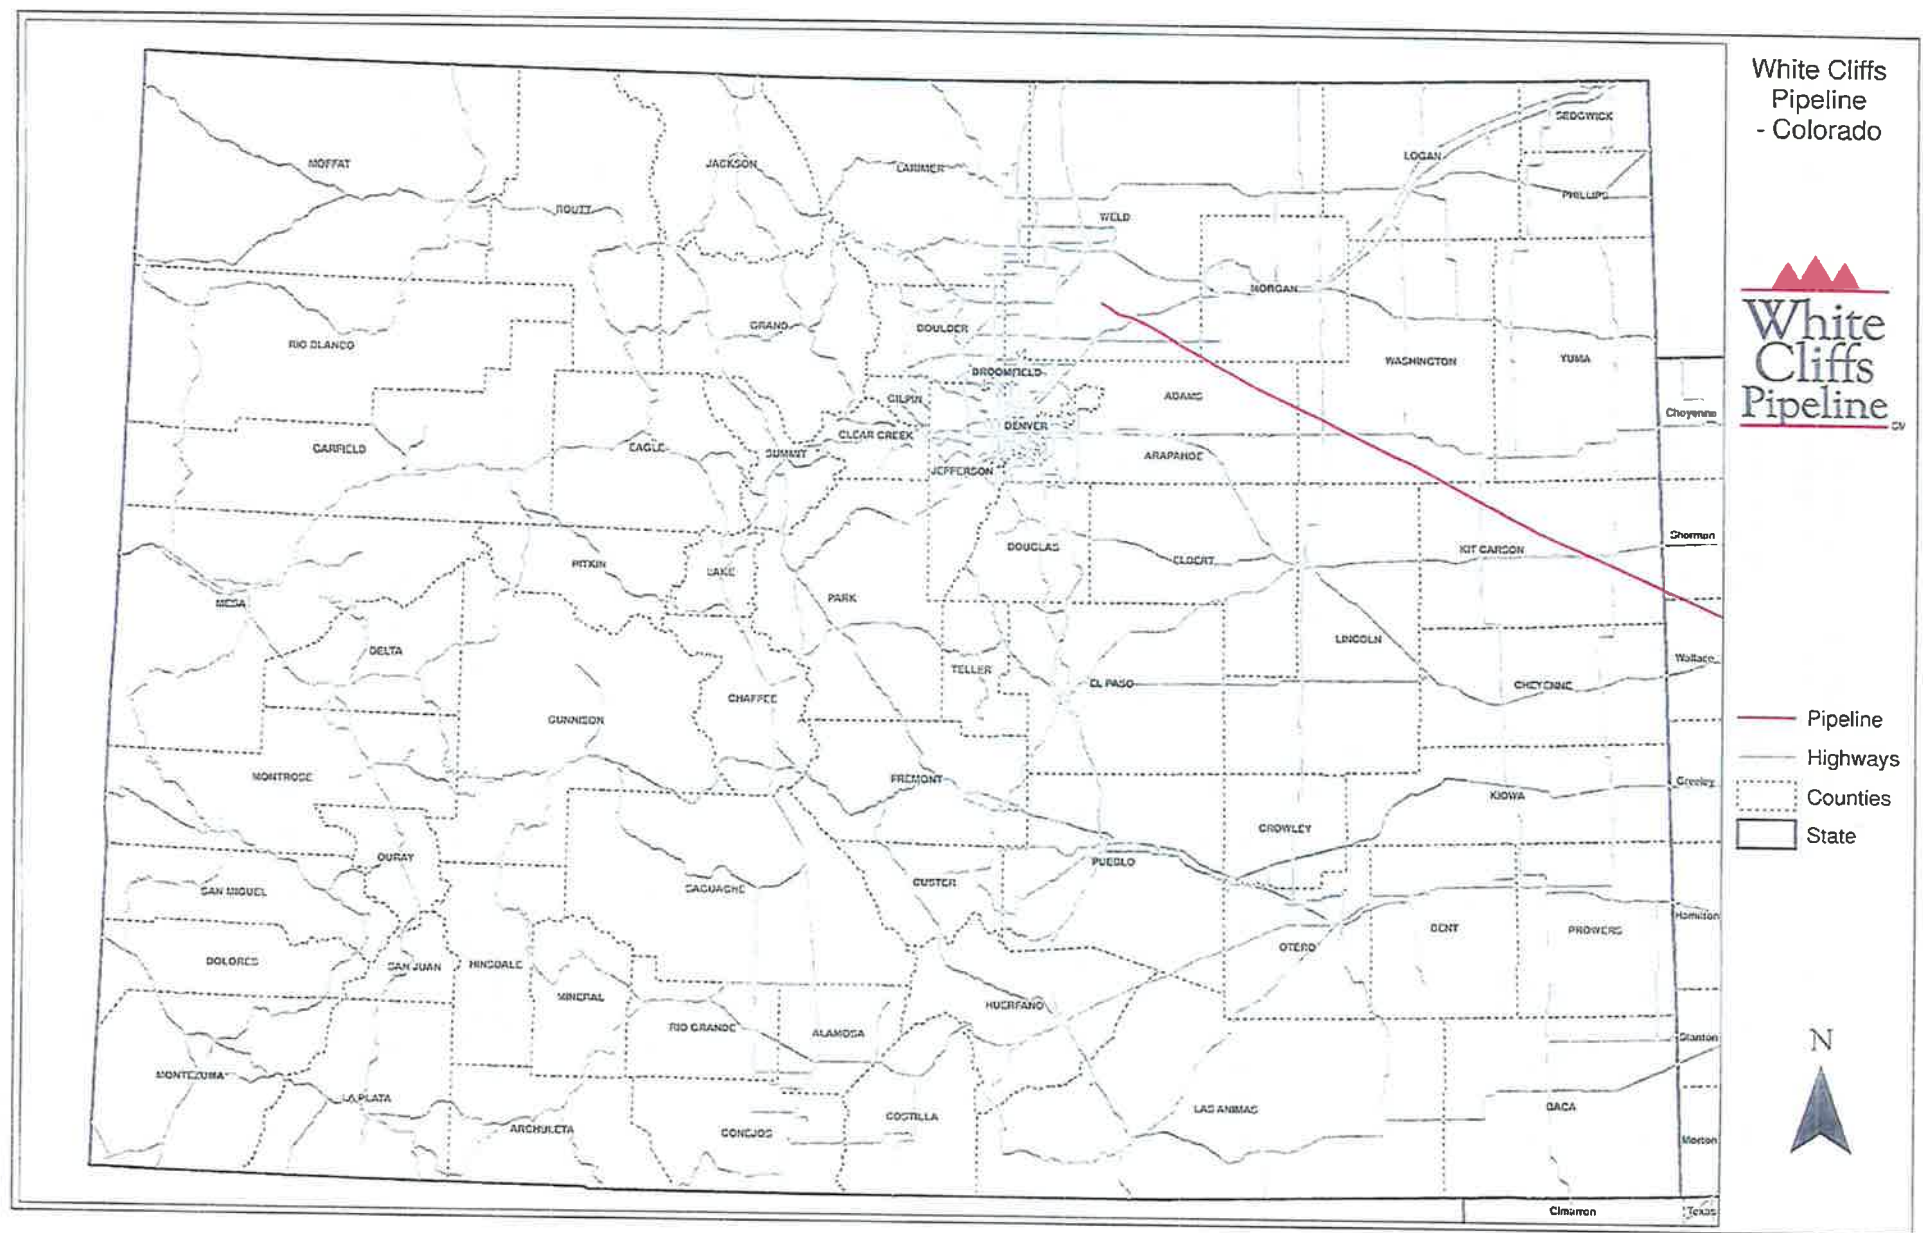 White Cliffs
Pipeline
- Colorado
SEDGWICK
LOGAN
MOFFAT
JACKSON
LARIMER
PHILLIPS
ROUTT
WELD
MORGAN
GRAND
BOULDER
RIO BLANCO
WASHINGTON
YUMA
White
Cliffs
Pipeline
SM
BROOMFIELD
GILPIN
ADAMS
Cheyenne
DENVER
CLEAR CREEK
GARFIELD
EAGLE
SUMMIT
ARAPAHOE
JEFFERSON
Sherman
DOUGLAS
KIT CARSON
ELBERT
PITKIN
LAKE
PARK
MESA
LINCOLN
DELTA
Wallace
TELLER
EL PASO
CHEYENNE
CHAFFEE
GUNNISON
Pipeline
Highways
Counties
State
MONTROSE
FREMONT
Greeley
KIOWA
CROWLEY
OURAY
PUEBLO
SAN MIGUEL
SAGUACHE
CUSTER
Hamilton
BENT
PROWERS
OTERO
DOLORES
SAN JUAN
HINSDALE
MINERAL
HUERFANO
RIO GRANDE
ALAMOSA
Stanton
N
MONTEZUMA
LA PLATA
LAS ANIMAS
BACA
COSTILLA
ARCHULETA
CONEJOS
Morton
Cimarron
Texas